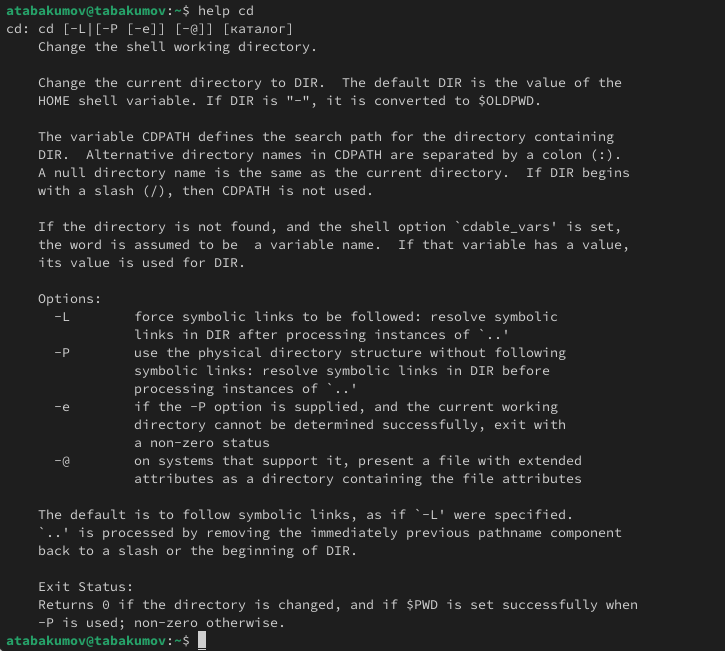 atabakumov@tabakumov:~$ help cd
cd: cd [-L|[-P [-e]] [-@]] [каталог]
    Change the shell working directory.

    Change the current directory to DIR.  The default DIR is the value of the
    HOME shell variable. If DIR is "-", it is converted to $OLDPWD.

    The variable CDPATH defines the search path for the directory containing
    DIR.  Alternative directory names in CDPATH are separated by a colon (:).
    A null directory name is the same as the current directory.  If DIR begins
    with a slash (/), then CDPATH is not used.

    If the directory is not found, and the shell option `cdable_vars' is set,
    the word is assumed to be  a variable name.  If that variable has a value,
    its value is used for DIR.

    Options:
      -L        force symbolic links to be followed: resolve symbolic
                links in DIR after processing instances of `..'
      -P        use the physical directory structure without following
                symbolic links: resolve symbolic links in DIR before
                processing instances of `..'
      -e        if the -P option is supplied, and the current working
                directory cannot be determined successfully, exit with
                a non-zero status
      -@        on systems that support it, present a file with extended
                attributes as a directory containing the file attributes

    The default is to follow symbolic links, as if `-L' were specified.
    `..' is processed by removing the immediately previous pathname component
    back to a slash or the beginning of DIR.

    Exit Status:
    Returns 0 if the directory is changed, and if $PWD is set successfully when
    -P is used; non-zero otherwise.
atabakumov@tabakumov:~$